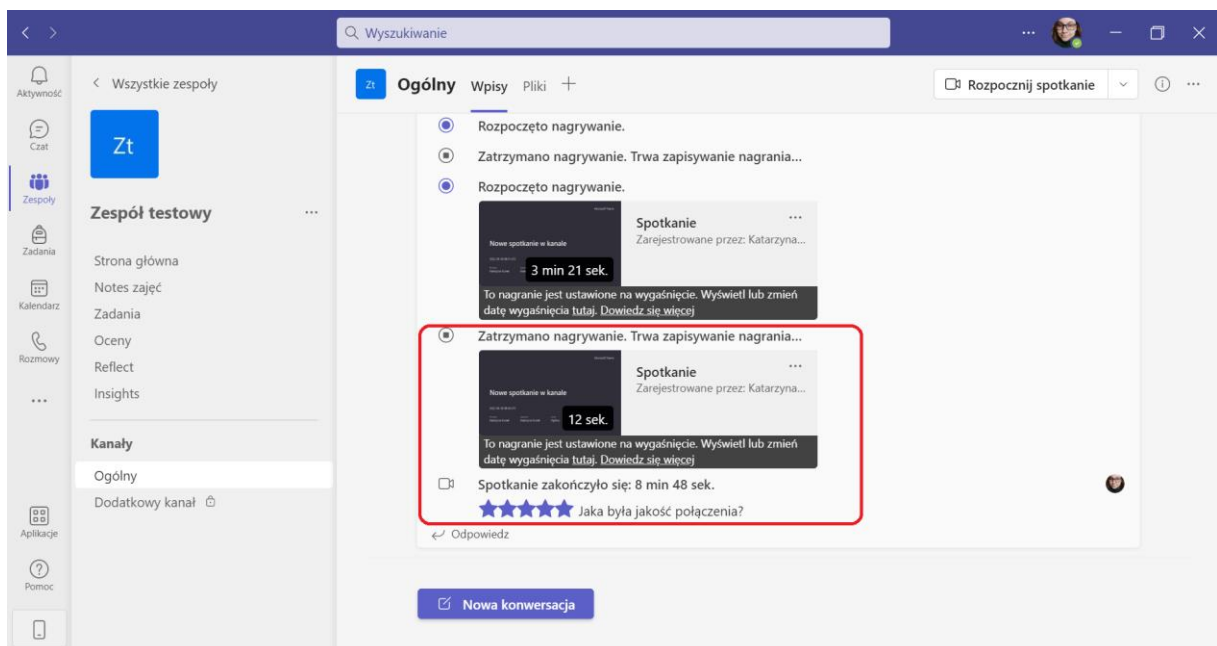 Wyszukiwanie
Aktywność
Czat
Zespoły
Zadania
Kalendarz
Rozmowy
Aplikacje
Pomoc
Wszystkie zespoły
Zt
Zespół testowy
Strona główna
Notes zajęć
Zadania
Oceny
Reflect
Insights
Kanały
Ogólny
Dodatkowy kanał
Zt Ogólny Wpisy Pliki
Rozpocznij spotkanie
Rozpoczęto nagrywanie.
Zatrzymano nagrywanie. Trwa zapisywanie nagrania...
Rozpoczęto nagrywanie.
Nowe spotkanie w kanale
3 min 21 sek.
Spotkanie
Zarejestrowane przez: Katarzyna...
To nagranie jest ustawione na wygaśnięcie. Wyświetl lub zmień
datę wygaśnięcia tutaj. Dowiedz się więcej
Zatrzymano nagrywanie. Trwa zapisywanie nagrania...
Nowe spotkanie w kanale
12 sek.
Spotkanie
Zarejestrowane przez: Katarzyna...
To nagranie jest ustawione na wygaśnięcie. Wyświetl lub zmień
datę wygaśnięcia tutaj. Dowiedz się więcej
Spotkanie zakończyło się: 8 min 48 sek.
Jaka była jakość połączenia?
Odpowiedz
Nowa konwersacja